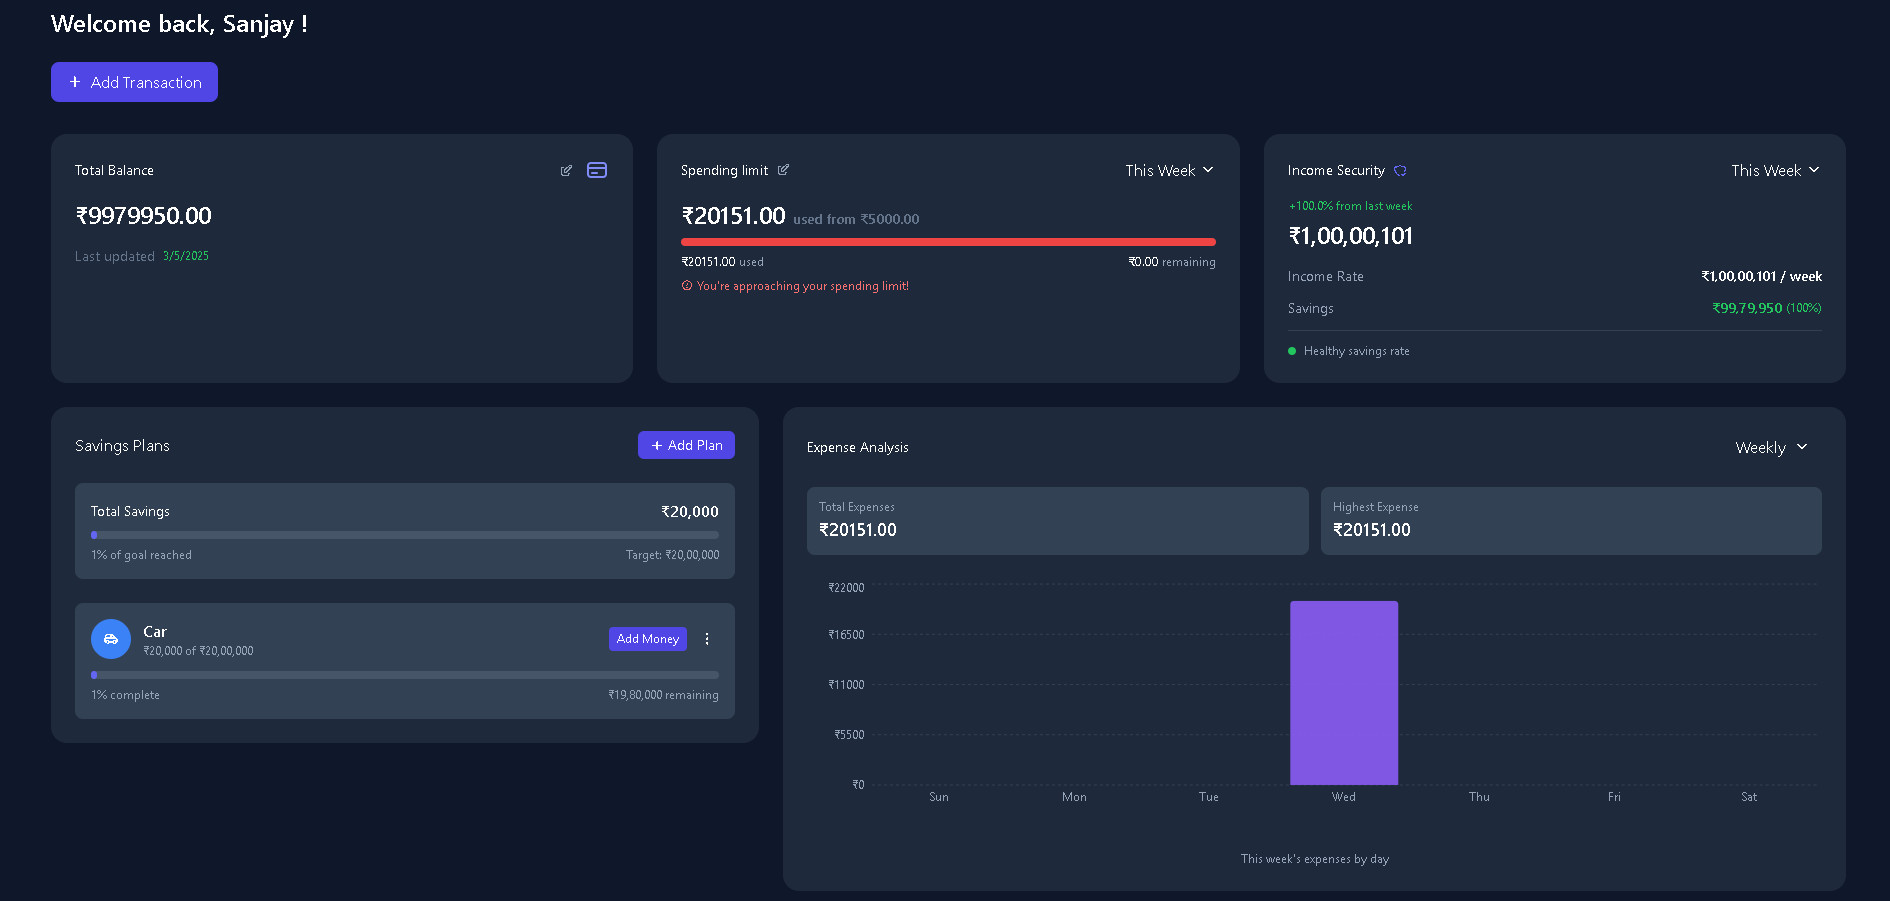 Welcome back, Sanjay !
+ Add Transaction
Total Balance
₹9979950.00
Last updated 3/5/2025
Spending limit
This Week
₹20151.00 used from ₹5000.00
₹20151.00 used
₹0.00 remaining
You're approaching your spending limit!
Income Security
This Week
+100.0% from last week
₹1,00,00,101
Income Rate
₹1,00,00,101 / week
Savings
₹99,79,950 (100%)
Healthy savings rate
Savings Plans
+ Add Plan
Total Savings
₹20,000
1% of goal reached
Target: ₹20,00,000
Car
₹20,000 of ₹20,00,000
Add Money
1% complete
₹19,80,000 remaining
Expense Analysis
Weekly
Total Expenses
₹20151.00
Highest Expense
₹20151.00
₹22000
₹16500
₹11000
₹5500
₹0
Sun Mon Tue Wed Thu Fri Sat
This week's expenses by day